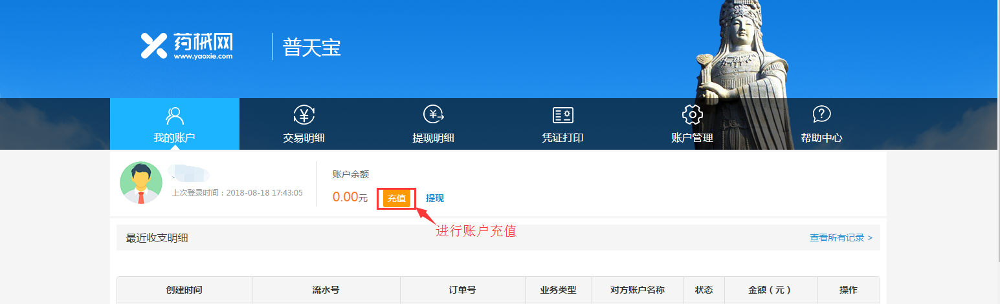 药械网
www.yaoxie.com
普天宝
我的账户
交易明细
提现明细
凭证打印
账户管理
帮助中心
上次登录时间：2018-08-18 17:43:05
账户余额
0.00元 充值 提现
进行账户充值
最近收支明细 查看所有记录 >
创建时间 流水号 订单号 业务类型 对方账户名称 状态 金额（元） 操作